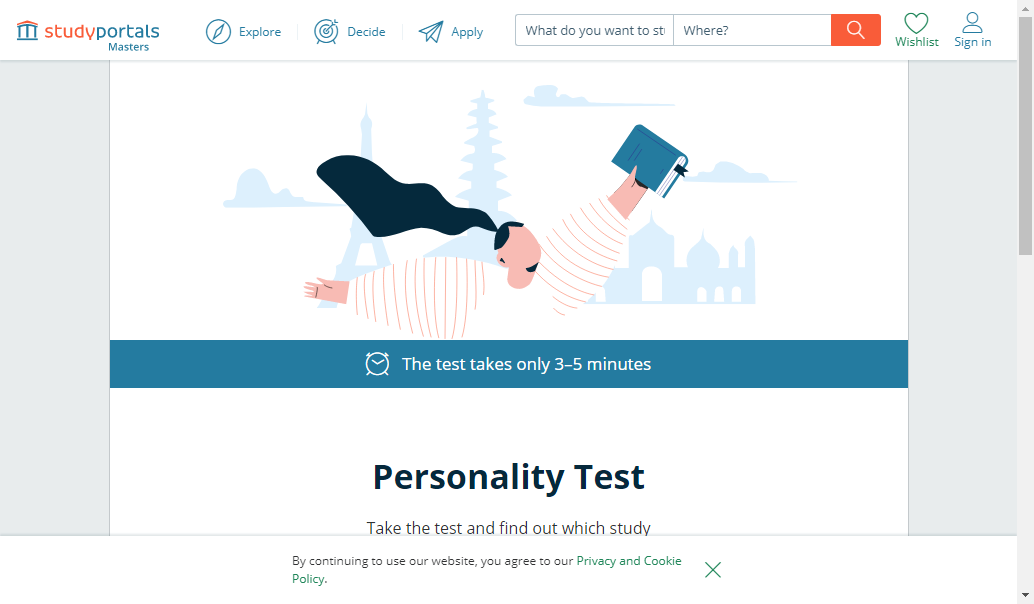 studyportals
Masters
Explore
Decide
Apply
What do you want to st
Where?
Wishlist
Sign in
The test takes only 3–5 minutes
Personality Test
Take the test and find out which study
By continuing to use our website, you agree to our Privacy and Cookie
Policy.